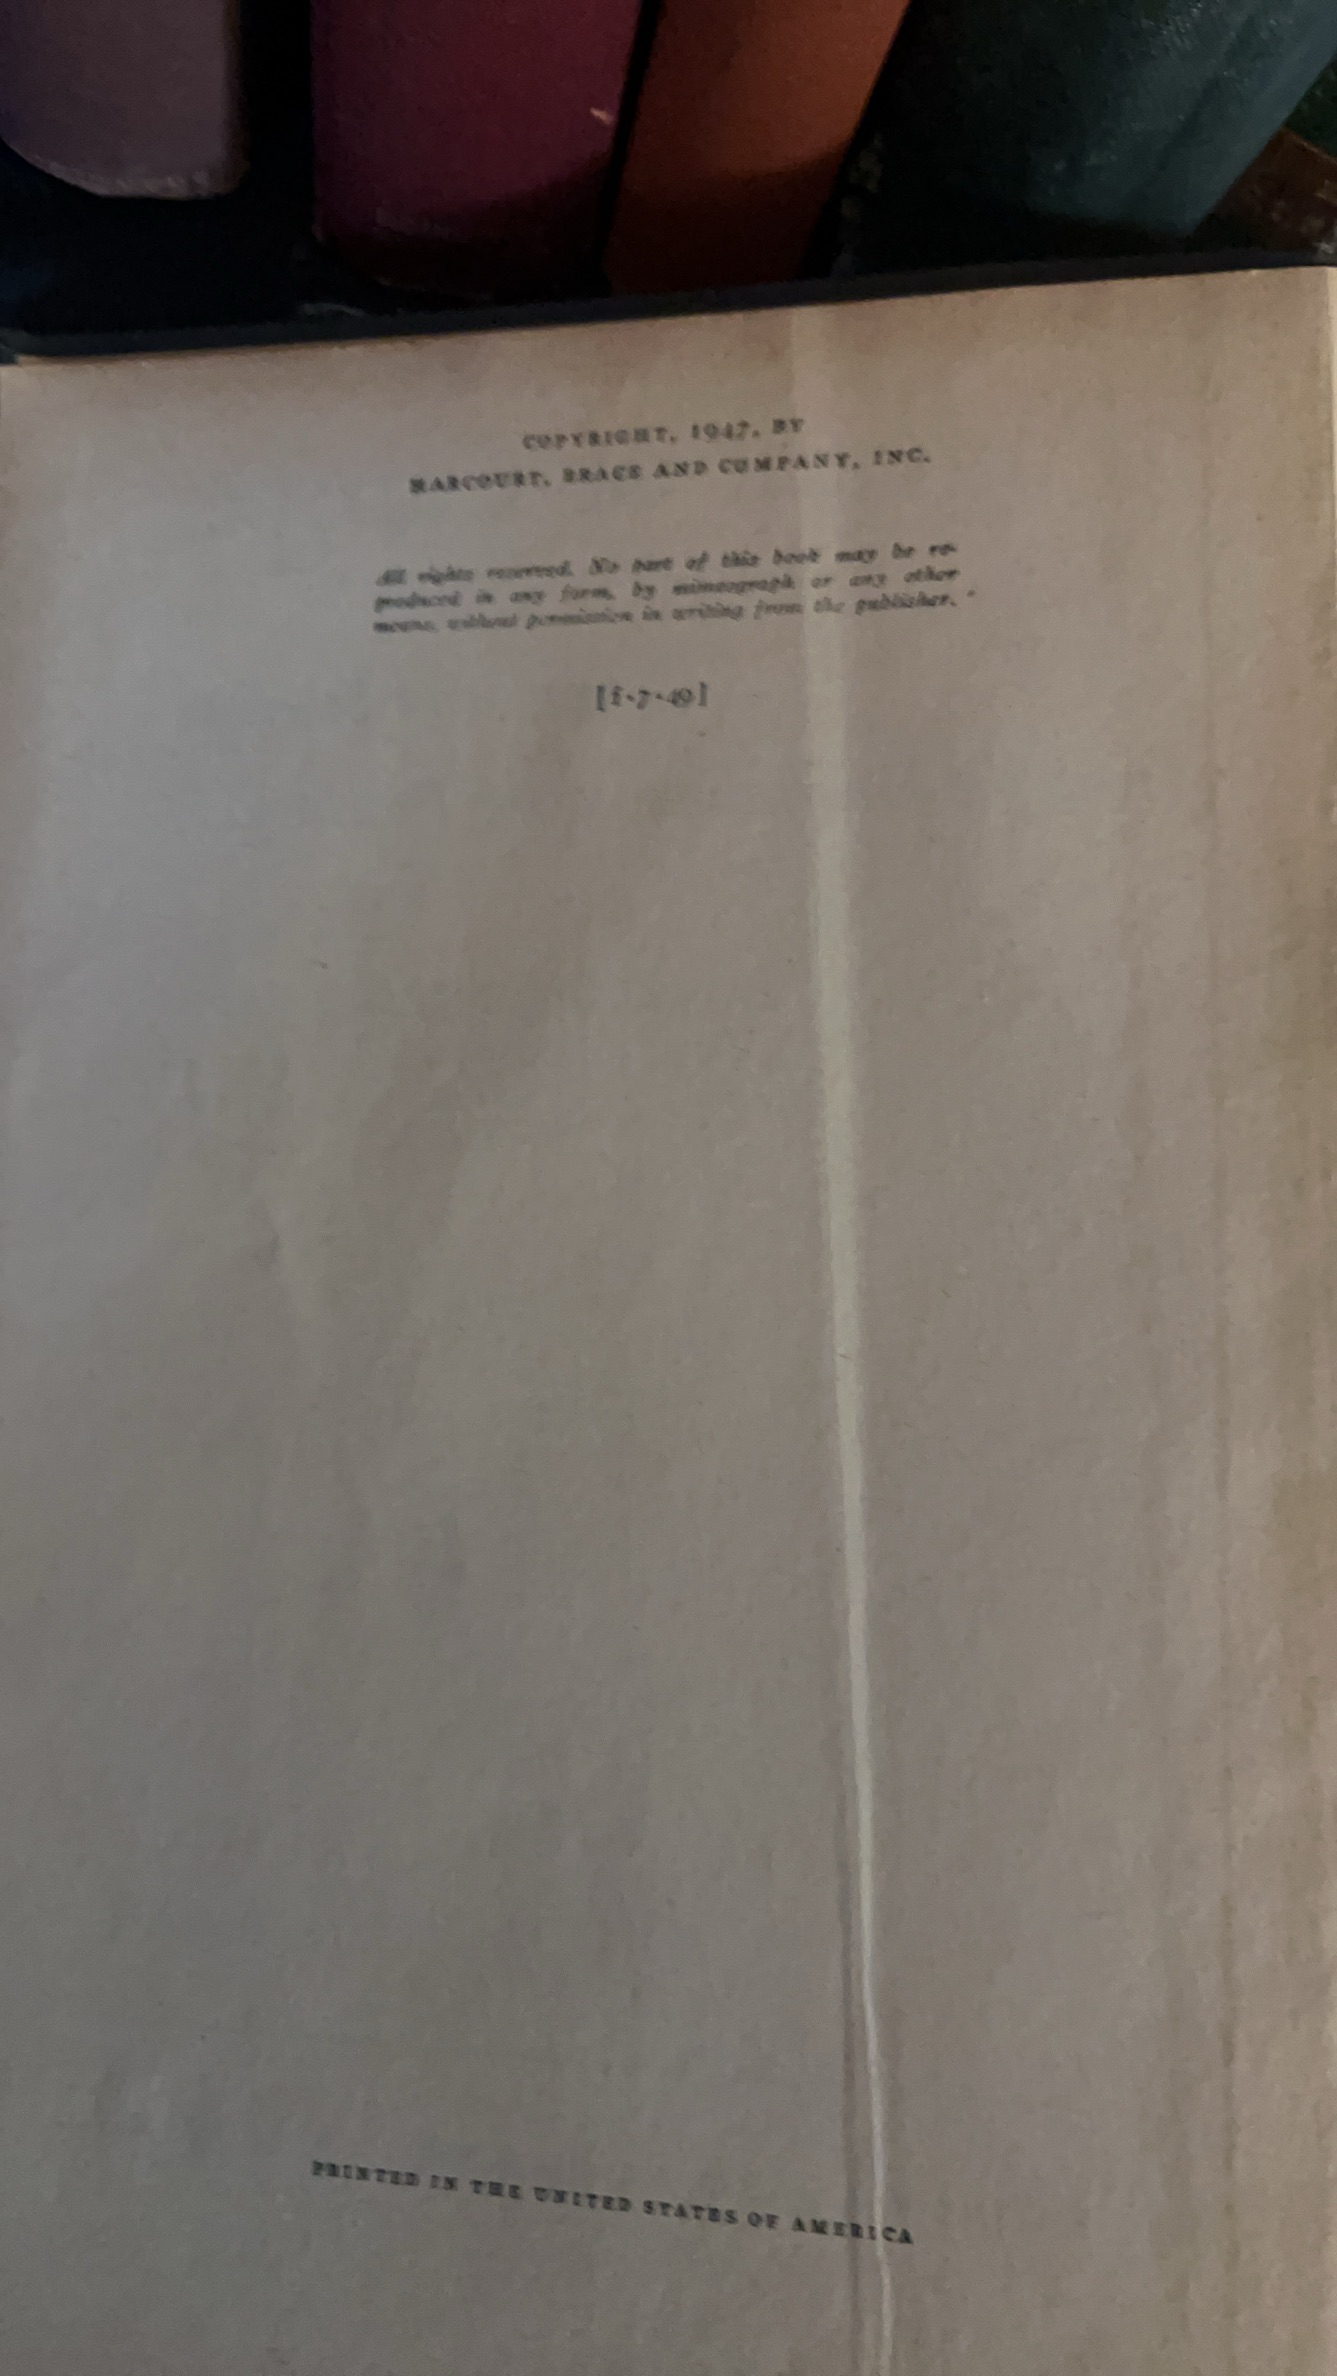 COPYRIGHT, 1947, BY
HARCOURT, BRACE AND COMPANY, INC.
All rights reserved. No part of this book may be re-
produced in any form, by mimeograph or any other
means, without permission in writing from the publisher.
[f·7·49]
PRINTED IN THE UNITED STATES OF AMERICA